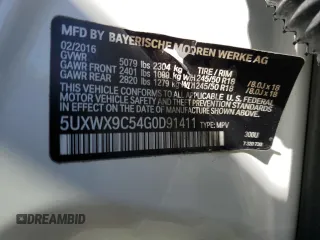 MFD BY BAYERISCHE MOTOREN WERKE AG
02/2016
GVWR 5079 lbs 2304 kg TIRE / RIM
GAWR FRONT 2401 lbs 1089 kg W/H 245/50 R18 /8.0J x 18
GAWR REAR 2820 lbs 1279 kg W/H 245/50 R18 /8.0J x 18
THIS VEHICLE CONFORMS TO ALL APPLICABLE
FEDERAL MOTOR VEHICLE SAFETY, BUMPER,
AND THEFT PREVENTION STANDARDS IN EFFECT
ON THE DATE OF MANUFACTURE SHOWN ABOVE.
5UXWX9C54G0D91411 TYPE: MPV
300U
DREAMBID